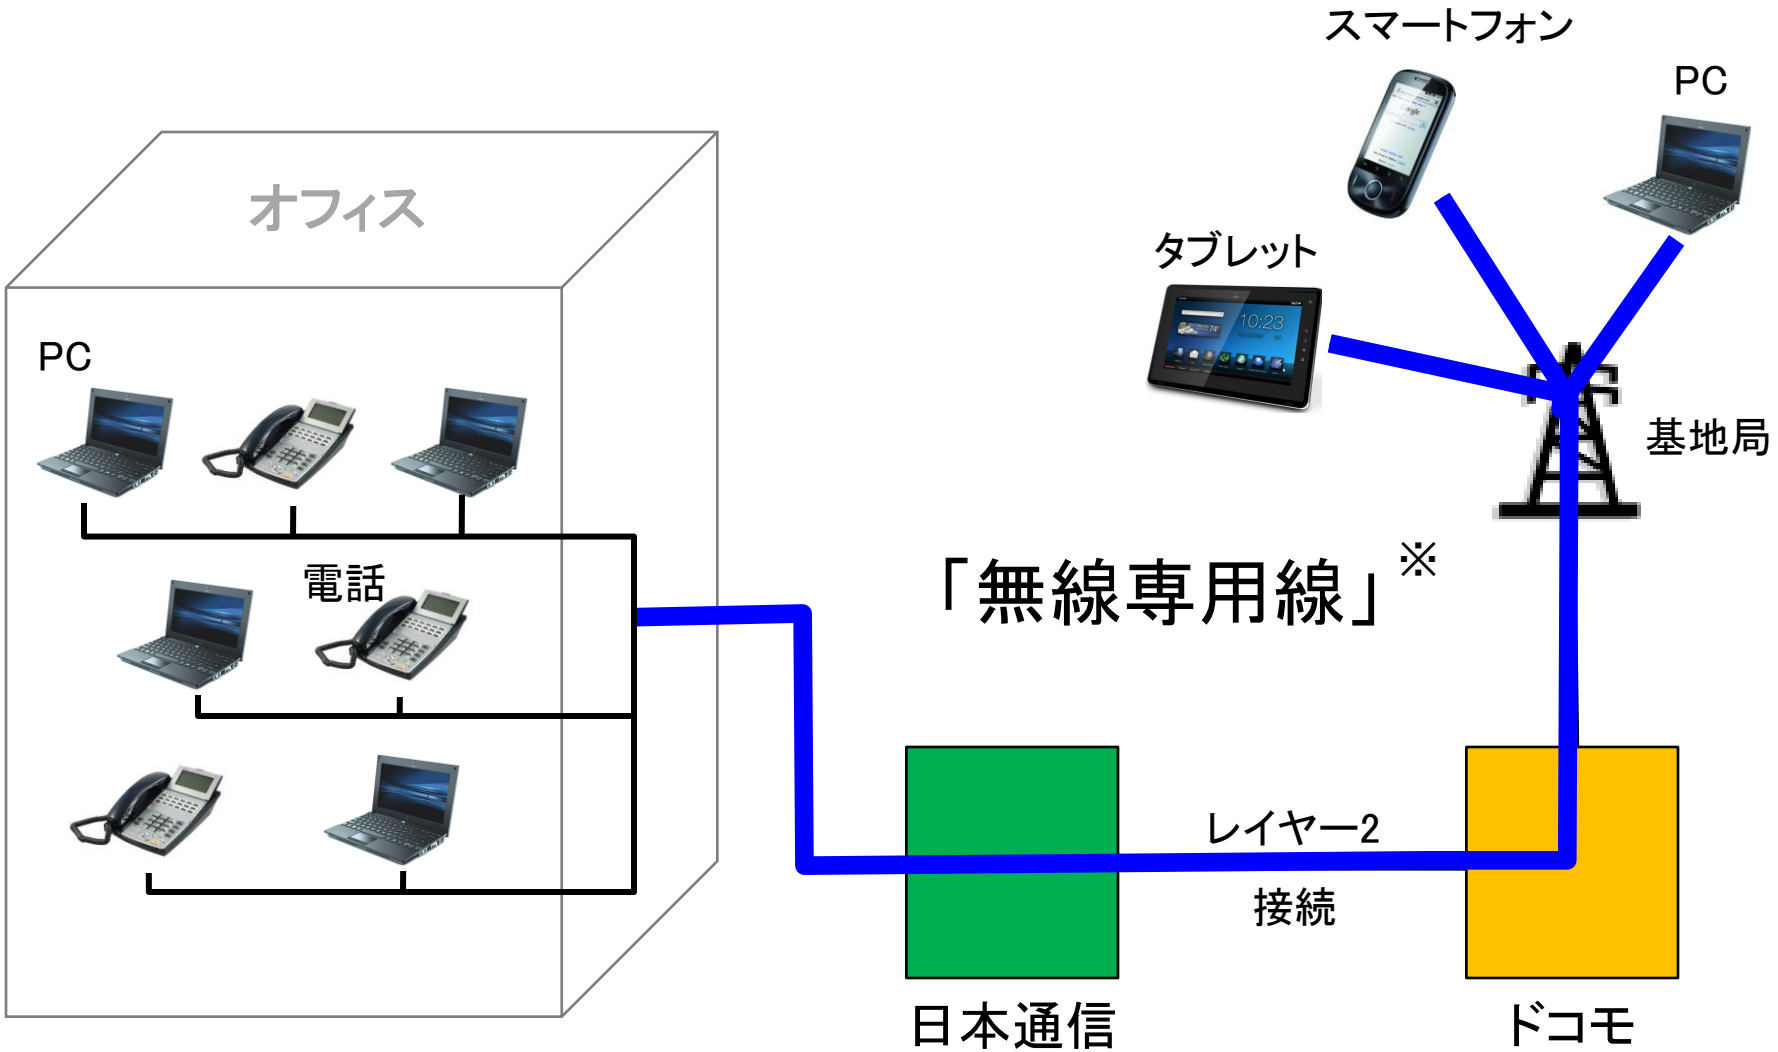 スマートフォン
PC
オフィス
タブレット
10:23
PC
基地局
「無線専用線」※
電話
レイヤー2
接続
日本通信
ドコモ